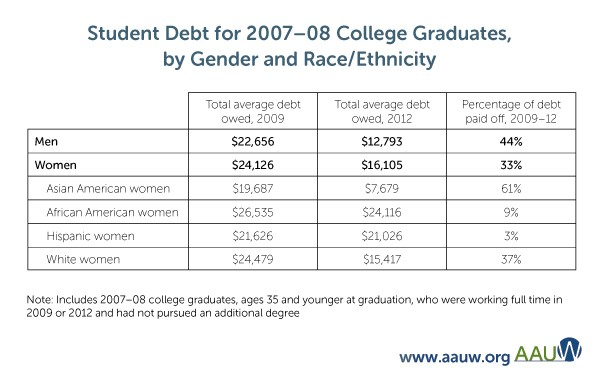 Student Debt for 2007–08 College Graduates,
by Gender and Race/Ethnicity
Total average debt owed, 2009 Total average debt owed, 2012 Percentage of debt paid off, 2009–12
Men $22,656 $12,793 44%
Women $24,126 $16,105 33%
Asian American women $19,687 $7,679 61%
African American women $26,535 $24,116 9%
Hispanic women $21,626 $21,026 3%
White women $24,479 $15,417 37%
Note: Includes 2007–08 college graduates, ages 35 and younger at graduation, who were working full time in
2009 or 2012 and had not pursued an additional degree
www.aauw.org AAUW